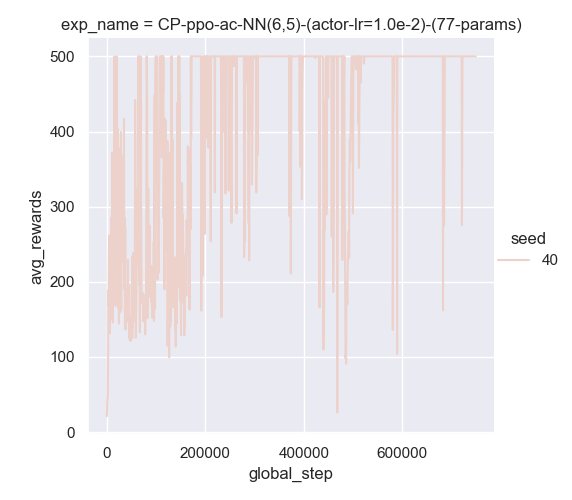 exp_name = CP-ppo-ac-NN(6,5)-(actor-lr=1.0e-2)-(77-params)
500
400
300
200
100
0
avg_rewards
seed
40
0
200000
400000
600000
global_step